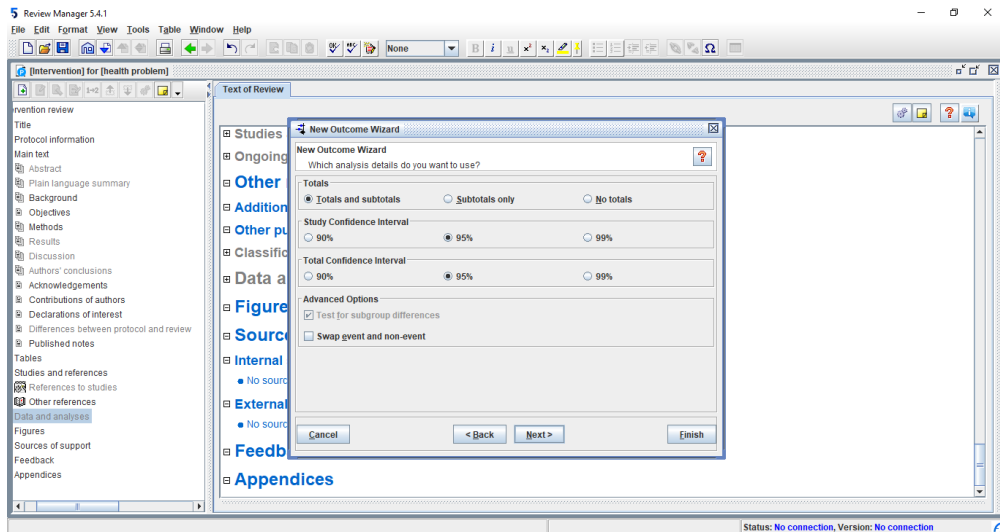 5 Review Manager 5.4.1
File Edit Format View Tools Table Window Help
None
B i u x² x₂ Ω
[Intervention] for [health problem]
1→2
Text of Review
rvention review
Title
Protocol information
Main text
Abstract
Plain language summary
Background
Objectives
Methods
Results
Discussion
Authors' conclusions
Acknowledgements
Contributions of authors
Declarations of interest
Differences between protocol and review
Published notes
Tables
Studies and references
References to studies
Other references
Data and analyses
Figures
Sources of support
Feedback
Appendices
Studies
Ongoing
Other
Addition
Other pu
Classific
Data a
Figure
Source
Internal
No sourc
External
No sourc
Feedb
Appendices
New Outcome Wizard
New Outcome Wizard
Which analysis details do you want to use?
?
Totals
Totals and subtotals Subtotals only No totals
Study Confidence Interval
90% 95% 99%
Total Confidence Interval
90% 95% 99%
Advanced Options
Test for subgroup differences
Swap event and non-event
Cancel < Back Next > Finish
Status: No connection, Version: No connection